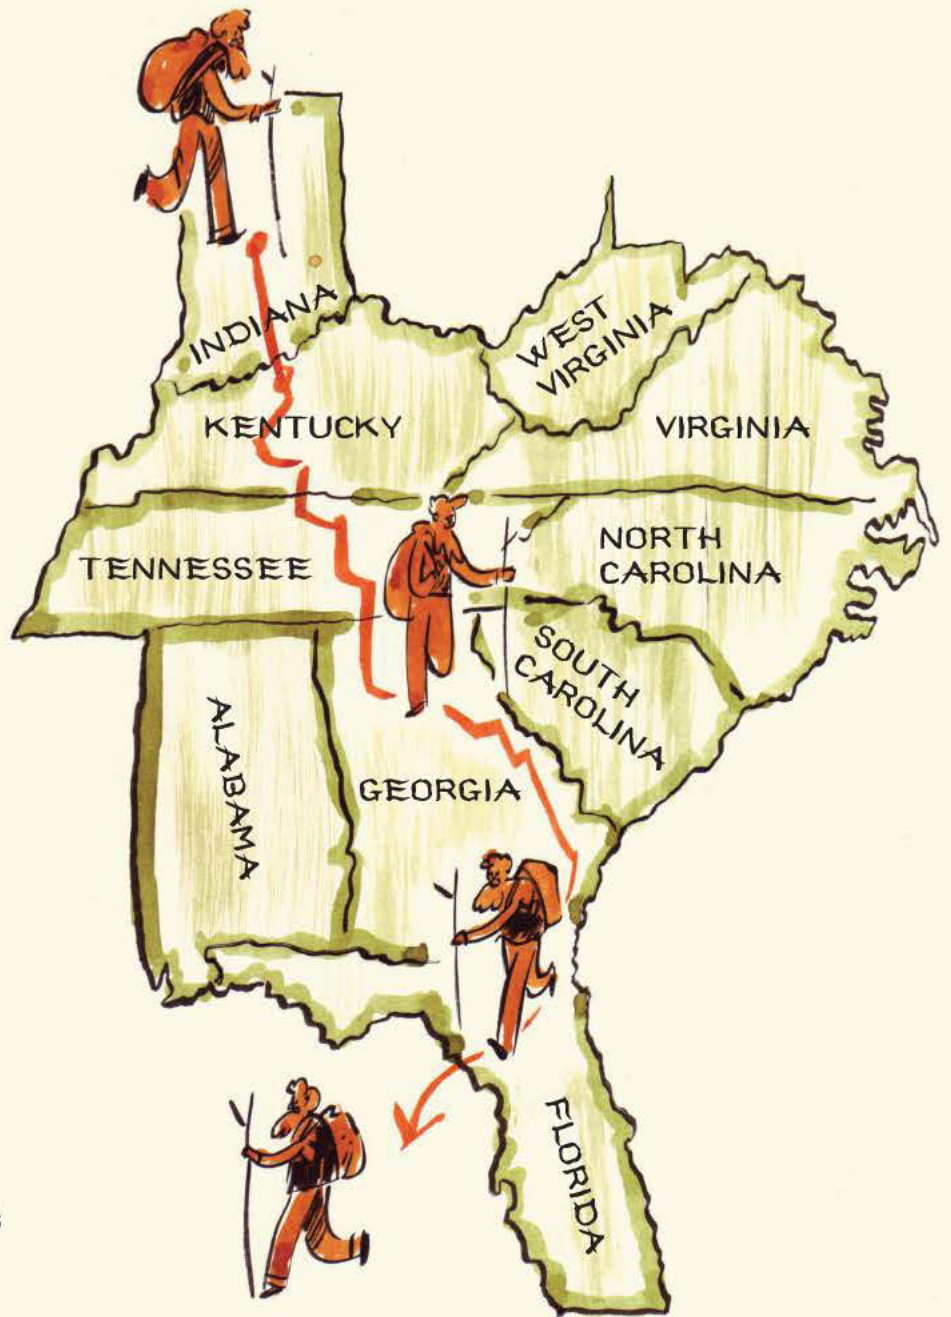 INDIANA
WEST
VIRGINIA
KENTUCKY
VIRGINIA
TENNESSEE
NORTH
CAROLINA
SOUTH
CAROLINA
ALABAMA
GEORGIA
FLORIDA